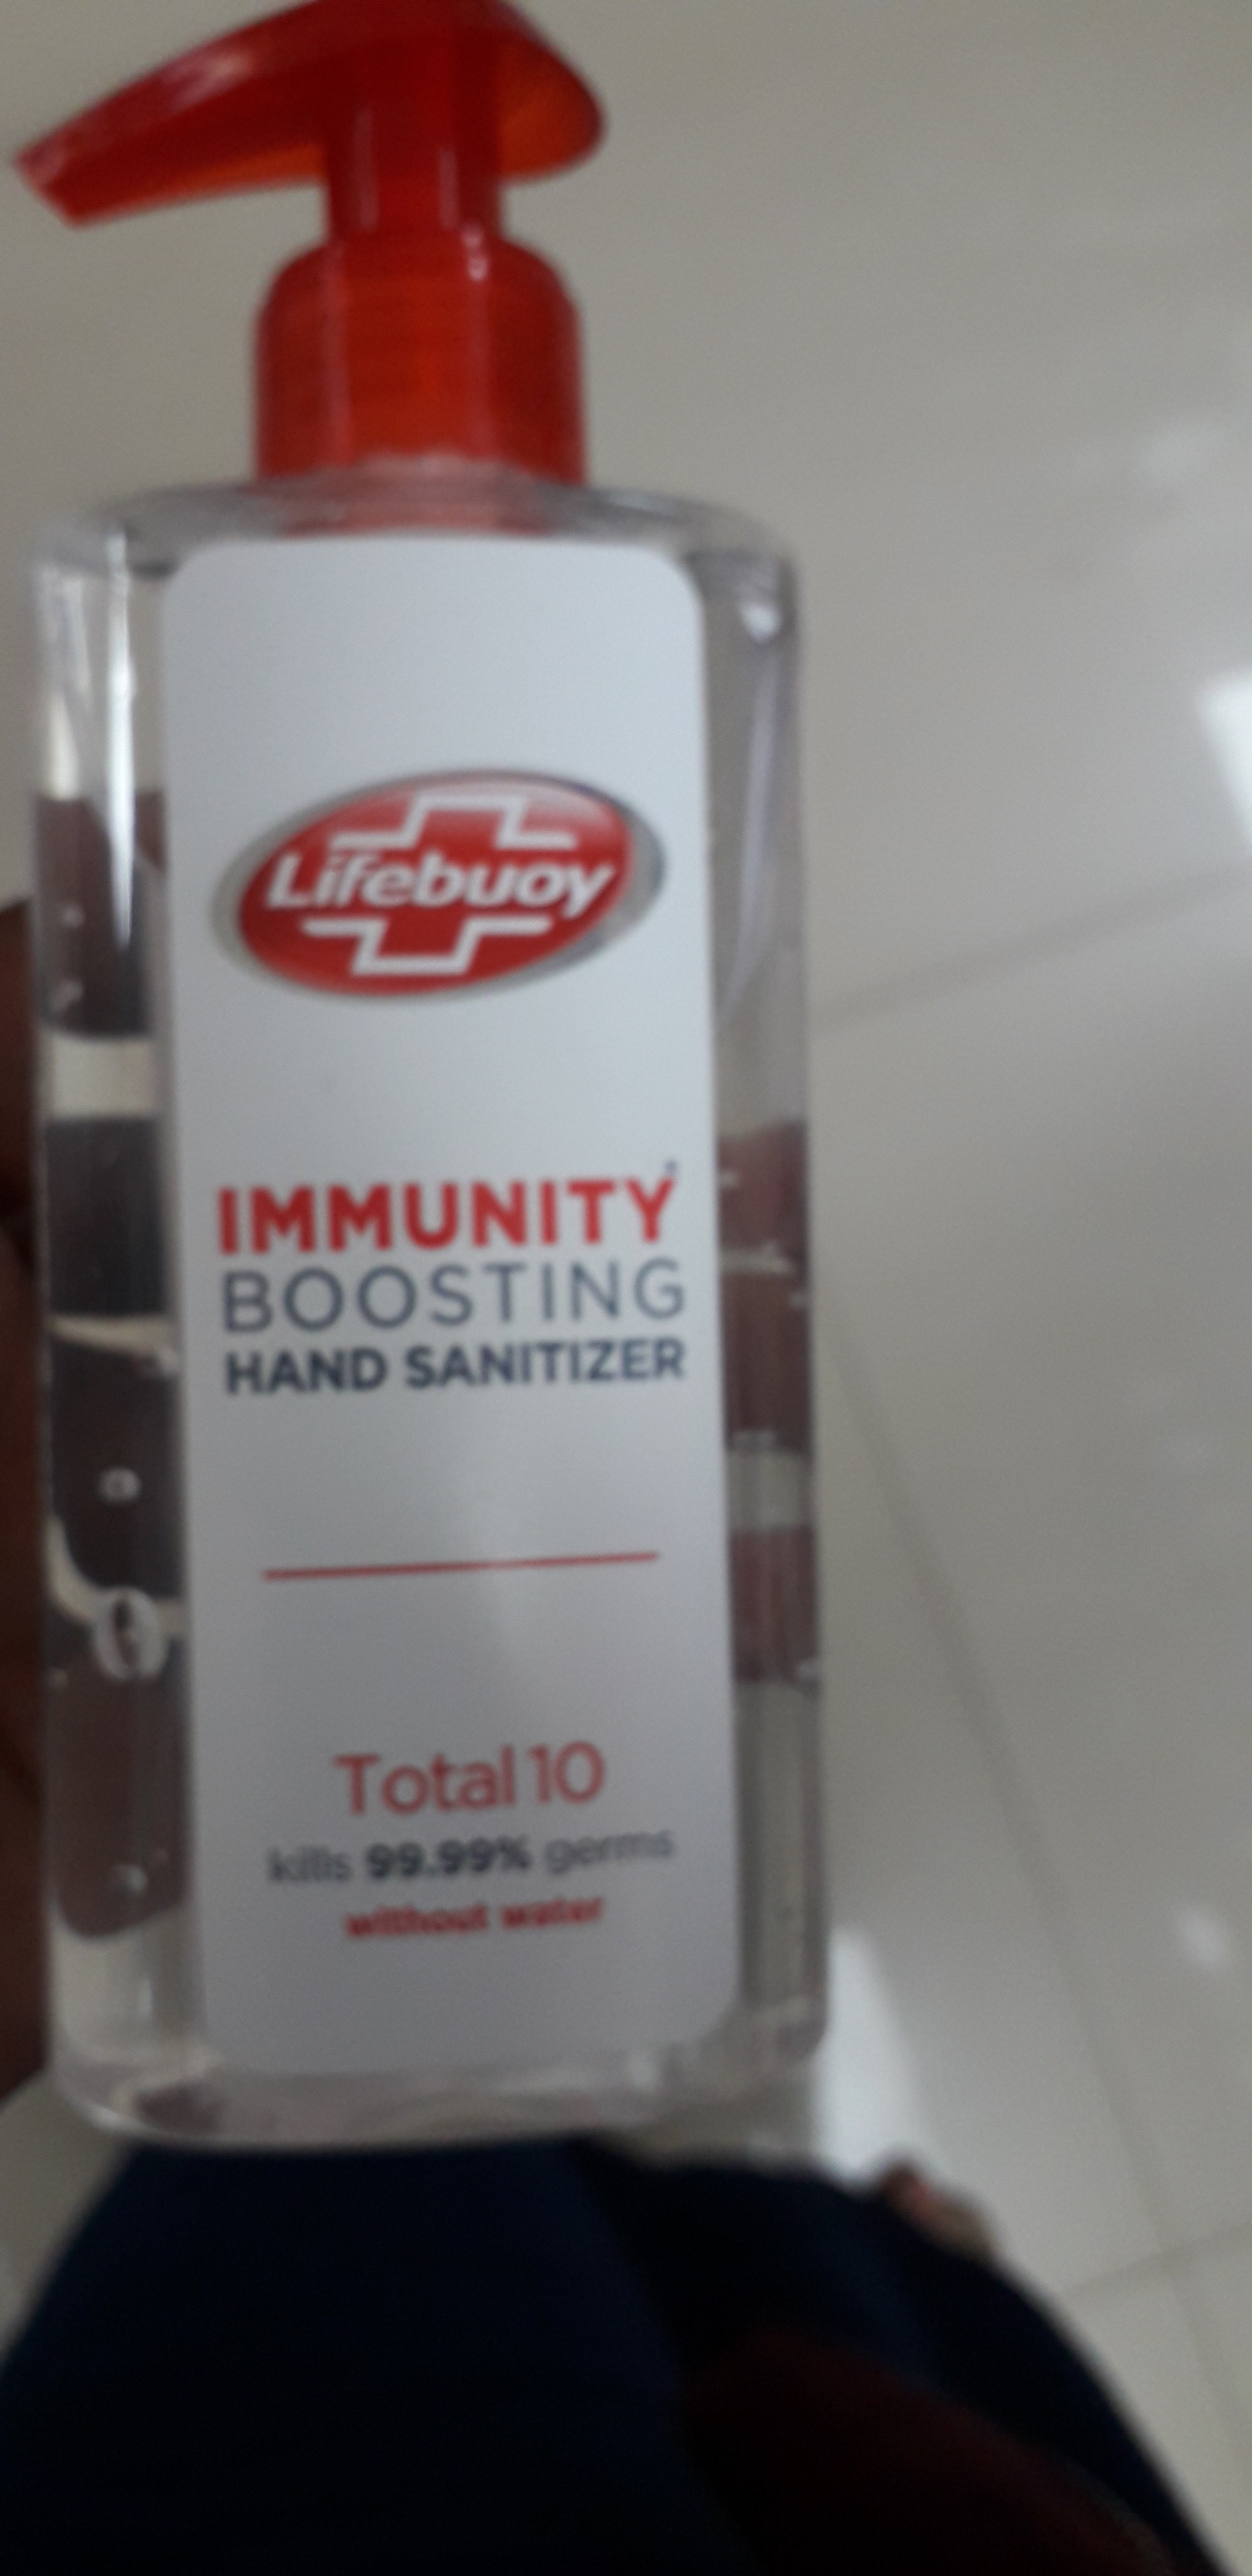 Lifebuoy
IMMUNITY
BOOSTING
HAND SANITIZER
Total 10
kills 99.99% germs
without water